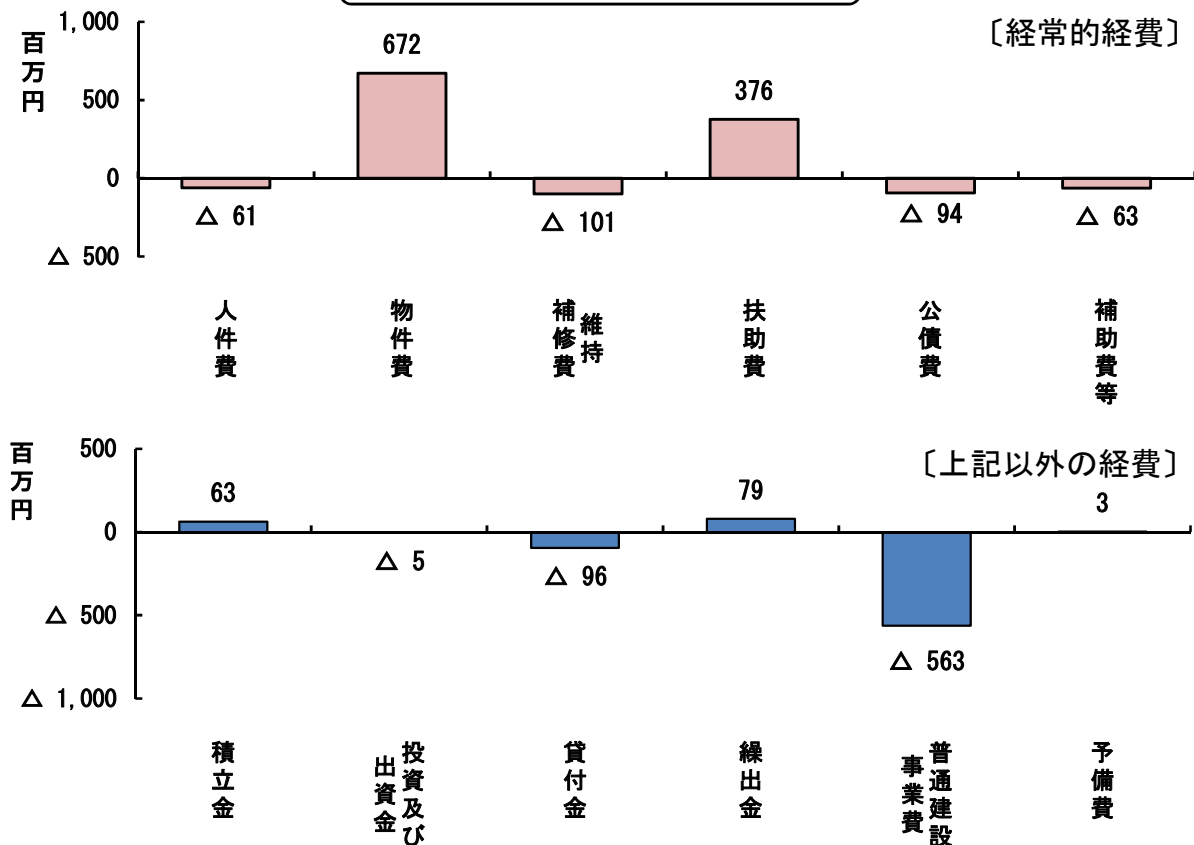 〔経常的経費〕
百万円
1,000
500
0
△ 500
△ 61
672
△ 101
376
△ 94
△ 63
人件費
物件費
維持
補修費
扶助費
公債費
補助費等
〔上記以外の経費〕
百万円
500
0
△ 500
△ 1,000
63
△ 5
△ 96
79
△ 563
3
積立金
投資及び
出資金
貸付金
繰出金
普通建設
事業費
予備費